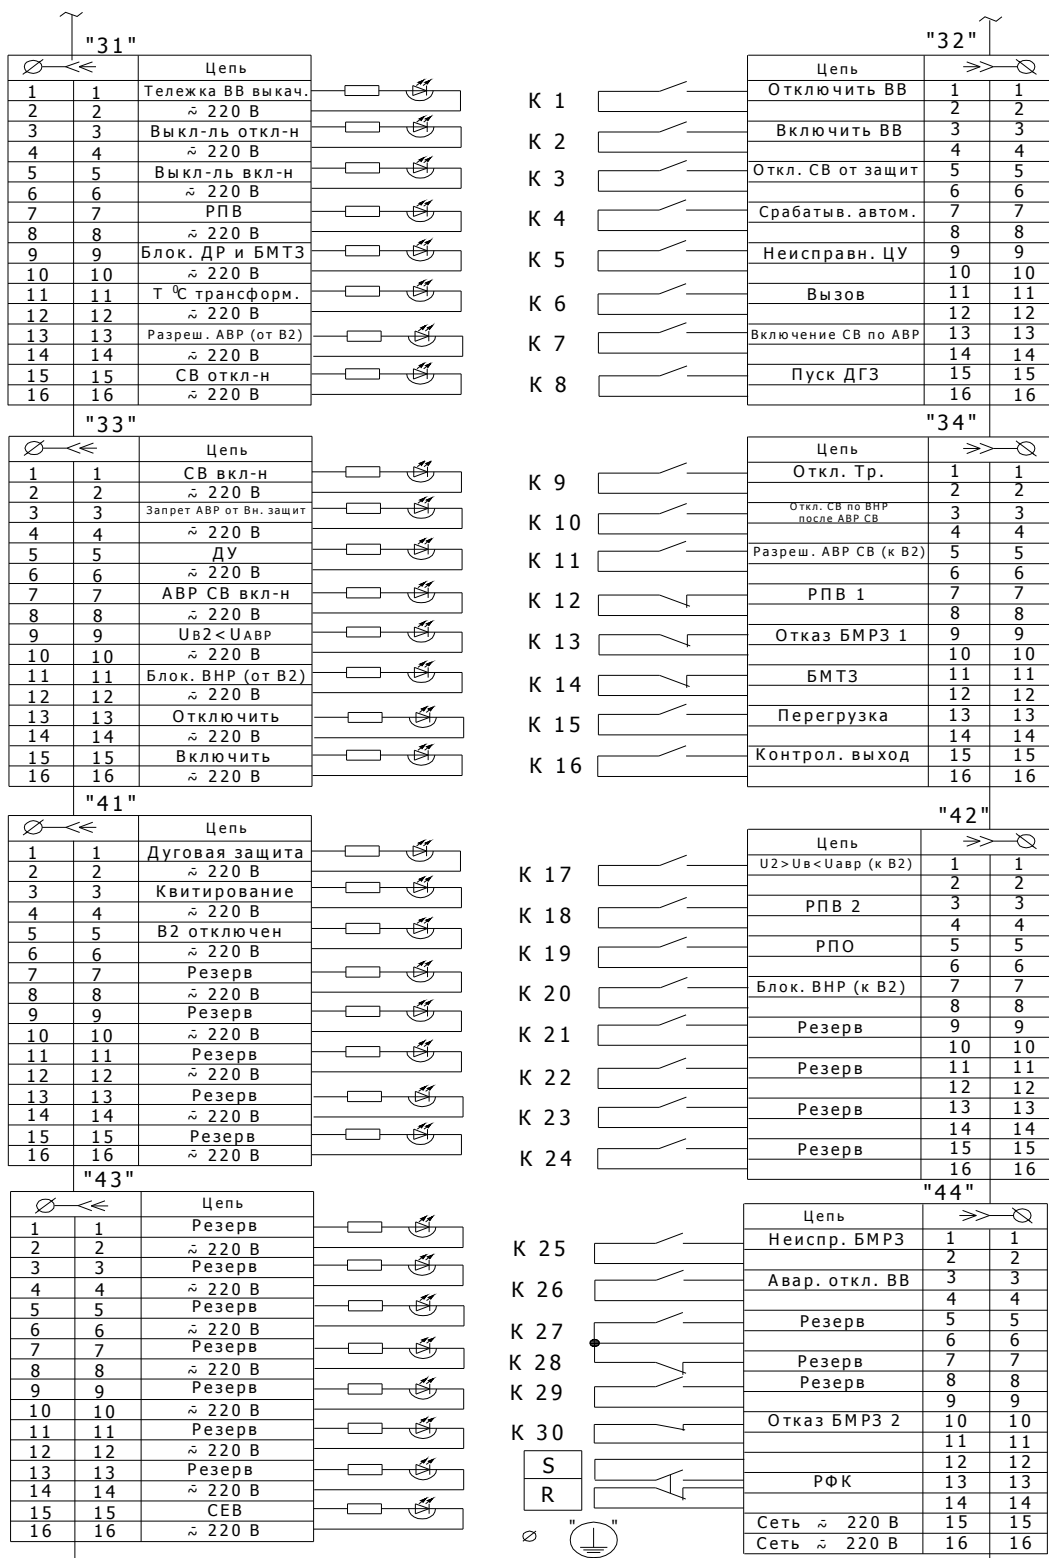 "31"
Цепь
1 1 Тележка ВВ выкач.
2 2 ≂ 220 В
3 3 Выкл-ль откл-н
4 4 ≂ 220 В
5 5 Выкл-ль вкл-н
6 6 ≂ 220 В
7 7 РПВ
8 8 ≂ 220 В
9 9 Блок. ДР и БМТЗ
10 10 ≂ 220 В
11 11 Т ⁰С трансформ.
12 12 ≂ 220 В
13 13 Разреш. АВР (от В2)
14 14 ≂ 220 В
15 15 СВ откл-н
16 16 ≂ 220 В
"33"
Цепь
1 1 СВ вкл-н
2 2 ≂ 220 В
3 3 Запрет АВР от Вн. защит
4 4 ≂ 220 В
5 5 ДУ
6 6 ≂ 220 В
7 7 АВР СВ вкл-н
8 8 ≂ 220 В
9 9 Uв2<Uавр
10 10 ≂ 220 В
11 11 Блок. ВНР (от В2)
12 12 ≂ 220 В
13 13 Отключить
14 14 ≂ 220 В
15 15 Включить
16 16 ≂ 220 В
"41"
Цепь
1 1 Дуговая защита
2 2 ≂ 220 В
3 3 Квитирование
4 4 ≂ 220 В
5 5 В2 отключен
6 6 ≂ 220 В
7 7 Резерв
8 8 ≂ 220 В
9 9 Резерв
10 10 ≂ 220 В
11 11 Резерв
12 12 ≂ 220 В
13 13 Резерв
14 14 ≂ 220 В
15 15 Резерв
16 16 ≂ 220 В
"43"
Цепь
1 1 Резерв
2 2 ≂ 220 В
3 3 Резерв
4 4 ≂ 220 В
5 5 Резерв
6 6 ≂ 220 В
7 7 Резерв
8 8 ≂ 220 В
9 9 Резерв
10 10 ≂ 220 В
11 11 Резерв
12 12 ≂ 220 В
13 13 Резерв
14 14 ≂ 220 В
15 15 СЕВ
16 16 ≂ 220 В
"32"
Цепь
К 1 Отключить ВВ 1 1
2 2
К 2 Включить ВВ 3 3
4 4
К 3 Откл. СВ от защит 5 5
6 6
К 4 Срабатыв. автом. 7 7
8 8
К 5 Неисправн. ЦУ 9 9
10 10
К 6 Вызов 11 11
12 12
К 7 Включение СВ по АВР 13 13
14 14
К 8 Пуск ДГЗ 15 15
16 16
"34"
Цепь
К 9 Откл. Тр. 1 1
2 2
К 10 Откл. СВ по ВНР
после АВР СВ 3 3
4 4
К 11 Разреш. АВР СВ (к В2) 5 5
6 6
К 12 РПВ 1 7 7
8 8
К 13 Отказ БМРЗ 1 9 9
10 10
К 14 БМТЗ 11 11
12 12
К 15 Перегрузка 13 13
14 14
К 16 Контрол. выход 15 15
16 16
"42"
Цепь
К 17 U2>Uв<Uавр (к В2) 1 1
2 2
К 18 РПВ 2 3 3
4 4
К 19 РПО 5 5
6 6
К 20 Блок. ВНР (к В2) 7 7
8 8
К 21 Резерв 9 9
10 10
К 22 Резерв 11 11
12 12
К 23 Резерв 13 13
14 14
К 24 Резерв 15 15
16 16
"44"
Цепь
К 25 Неиспр. БМРЗ 1 1
2 2
К 26 Авар. откл. ВВ 3 3
4 4
К 27 Резерв 5 5
6 6
К 28 Резерв 7 7
К 29 Резерв 8 8
9 9
К 30 Отказ БМРЗ 2 10 10
11 11
S 12 12
R РФК 13 13
14 14
Сеть ≂ 220 В 15 15
Сеть ≂ 220 В 16 16
" "